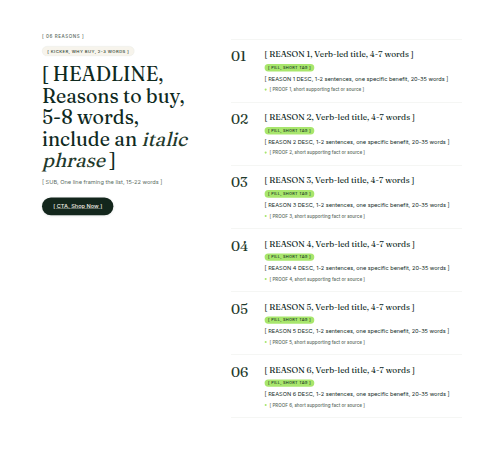 [ 06 REASONS ]
[ KICKER, WHY BUY, 2-3 WORDS ]
[ HEADLINE,
Reasons to buy,
5-8 words,
include an italic
phrase ]
[ SUB, One line framing the list, 15-22 words ]
[ CTA, Shop Now ]
01
[ REASON 1, Verb-led title, 4-7 words ]
[ PILL, SHORT TAG ]
[ REASON 1 DESC, 1-2 sentences, one specific benefit, 20-35 words ]
[ PROOF 1, short supporting fact or source ]
02
[ REASON 2, Verb-led title, 4-7 words ]
[ PILL, SHORT TAG ]
[ REASON 2 DESC, 1-2 sentences, one specific benefit, 20-35 words ]
[ PROOF 2, short supporting fact or source ]
03
[ REASON 3, Verb-led title, 4-7 words ]
[ PILL, SHORT TAG ]
[ REASON 3 DESC, 1-2 sentences, one specific benefit, 20-35 words ]
[ PROOF 3, short supporting fact or source ]
04
[ REASON 4, Verb-led title, 4-7 words ]
[ PILL, SHORT TAG ]
[ REASON 4 DESC, 1-2 sentences, one specific benefit, 20-35 words ]
[ PROOF 4, short supporting fact or source ]
05
[ REASON 5, Verb-led title, 4-7 words ]
[ PILL, SHORT TAG ]
[ REASON 5 DESC, 1-2 sentences, one specific benefit, 20-35 words ]
[ PROOF 5, short supporting fact or source ]
06
[ REASON 6, Verb-led title, 4-7 words ]
[ PILL, SHORT TAG ]
[ REASON 6 DESC, 1-2 sentences, one specific benefit, 20-35 words ]
[ PROOF 6, short supporting fact or source ]